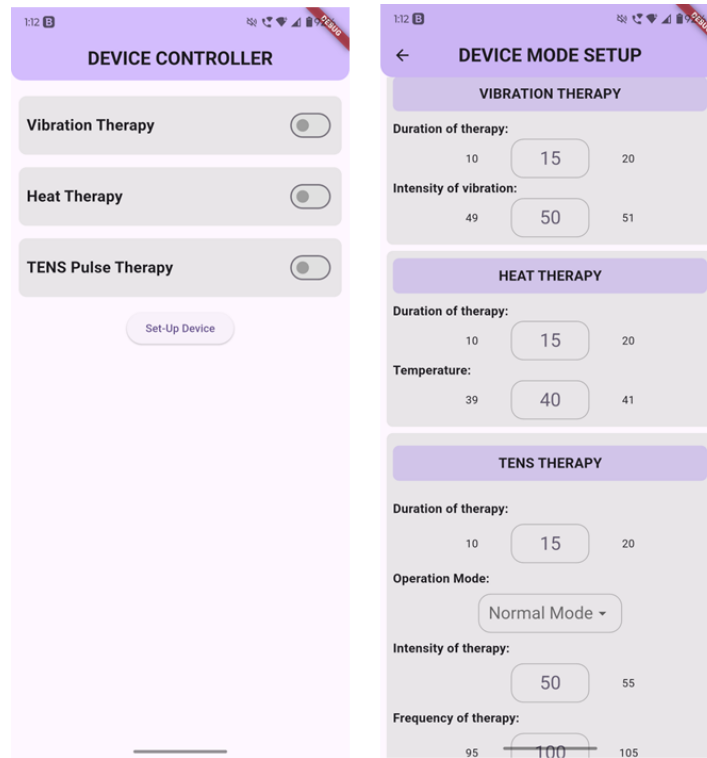 1:12 B
DEBUG
DEVICE CONTROLLER
Vibration Therapy
Heat Therapy
TENS Pulse Therapy
Set-Up Device
1:12 B
DEVICE MODE SETUP
VIBRATION THERAPY
Duration of therapy:
10 15 20
Intensity of vibration:
49 50 51
HEAT THERAPY
Duration of therapy:
10 15 20
Temperature:
39 40 41
TENS THERAPY
Duration of therapy:
10 15 20
Operation Mode:
Normal Mode
Intensity of therapy:
50 55
Frequency of therapy:
95 100 105